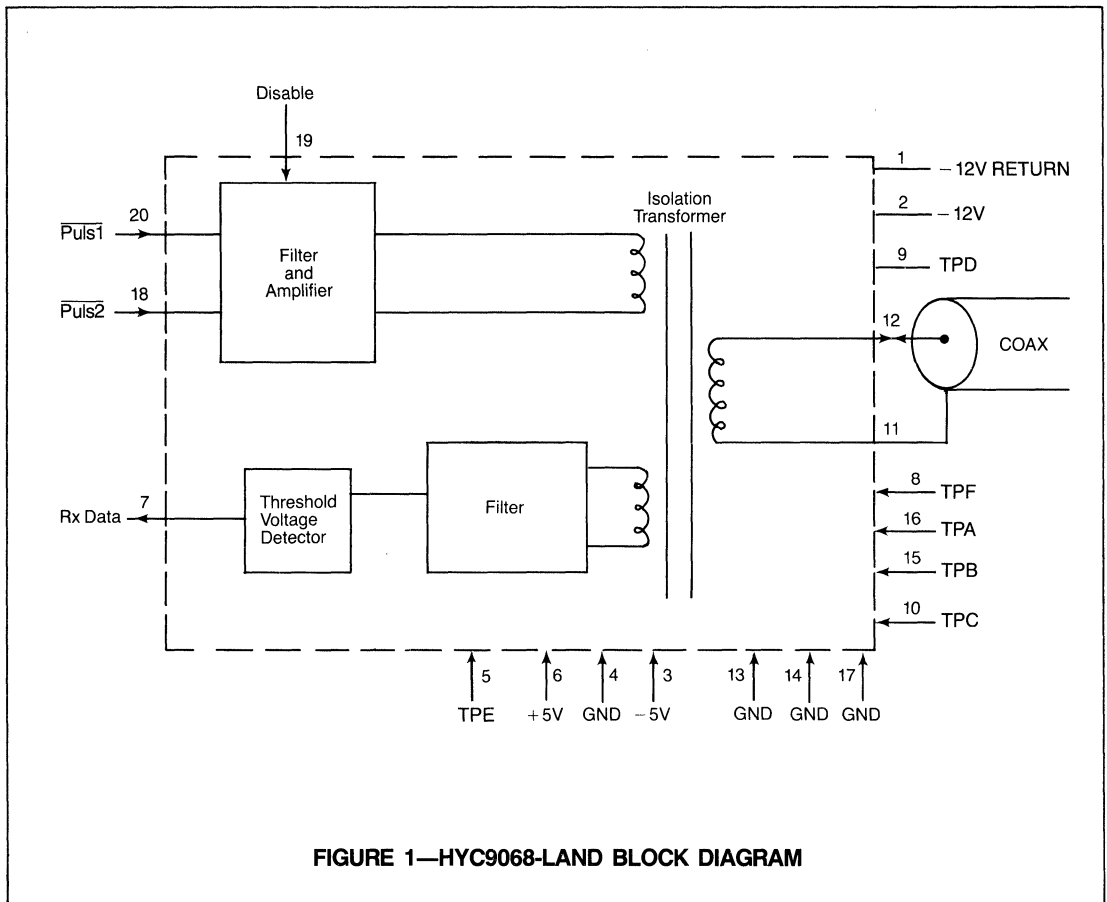 Disable
19
1
-12V RETURN
Isolation
Transformer
2
-12V
Puls1
20
Filter
and
Amplifier
9
TPD
Puls2
18
12
COAX
11
8
TPF
Rx Data
7
Threshold
Voltage
Detector
Filter
16
TPA
15
TPB
10
TPC
5
6
4
3
13
14
17
TPE
+5V
GND
-5V
GND
GND
GND
FIGURE 1—HYC9068-LAND BLOCK DIAGRAM